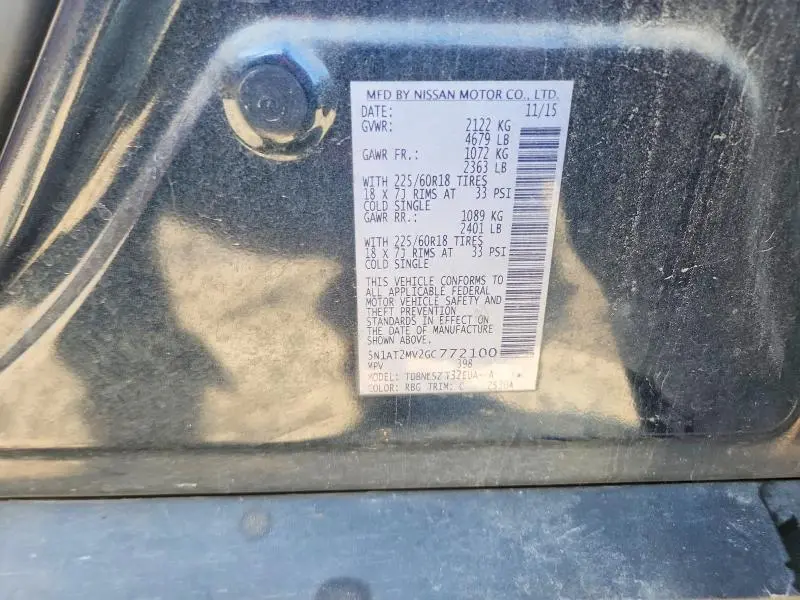 MFD BY NISSAN MOTOR CO., LTD.
DATE: 11/15
GVWR: 2122 KG
4679 LB
GAWR FR.: 1072 KG
2363 LB
WITH 225/60R18 TIRES
18 X 7J RIMS AT 33 PSI
COLD SINGLE
GAWR RR.: 1089 KG
2401 LB
WITH 225/60R18 TIRES
18 X 7J RIMS AT 33 PSI
COLD SINGLE
THIS VEHICLE CONFORMS TO
ALL APPLICABLE FEDERAL
MOTOR VEHICLE SAFETY AND
THEFT PREVENTION
STANDARDS IN EFFECT ON
THE DATE OF MANUFACTURE
SHOWN ABOVE.
5N1AT2MV2GC772100
MPV 398
MODEL:
COLOR: RBG TRIM: